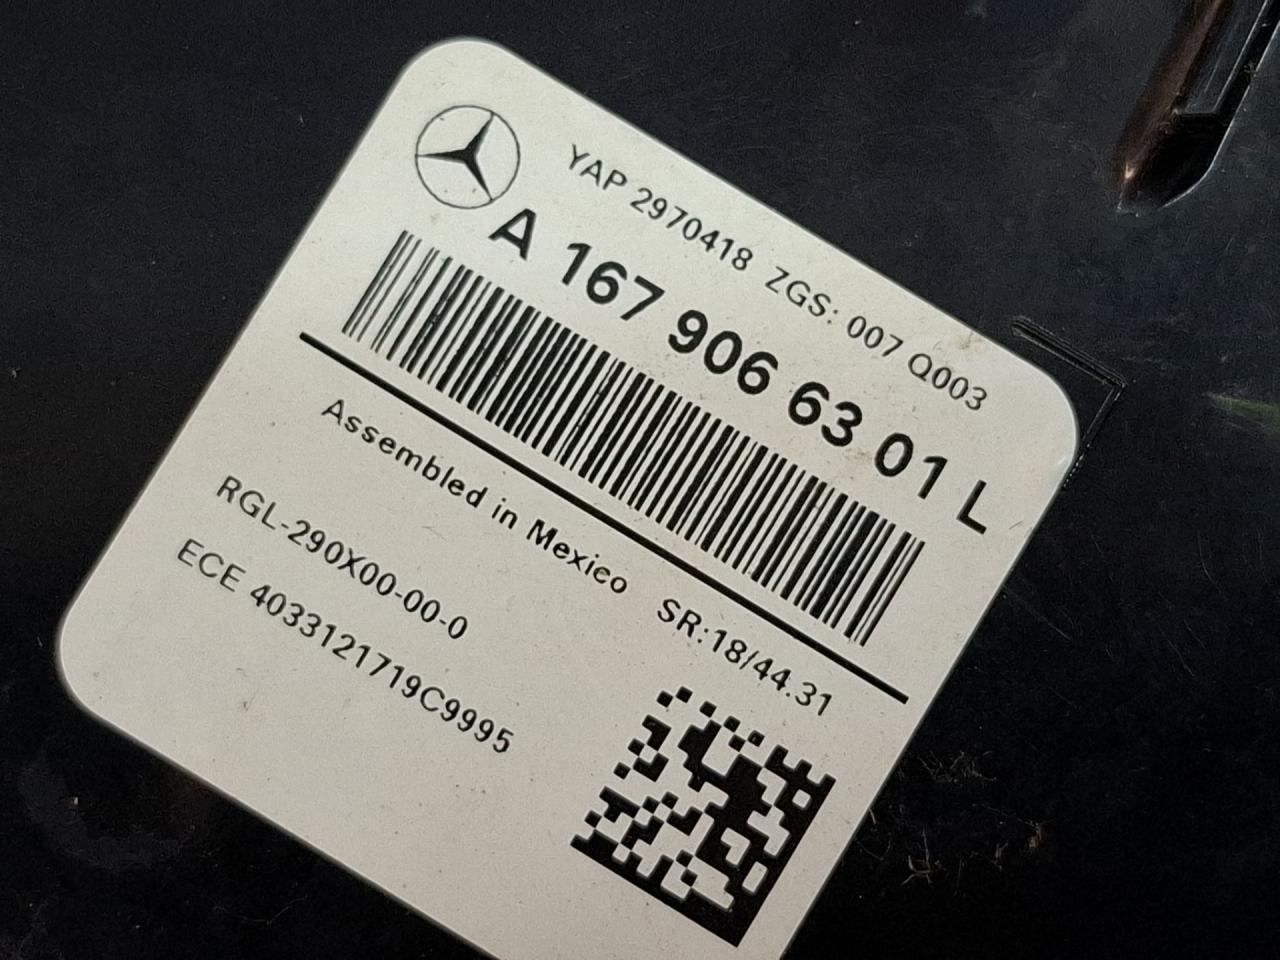 YAP 2970418 ZGS: 007 Q003
A 167 906 63 01 L
Assembled in Mexico SR:18/44.31
RGL-290X00-00-0
ECE 4033121719C9995